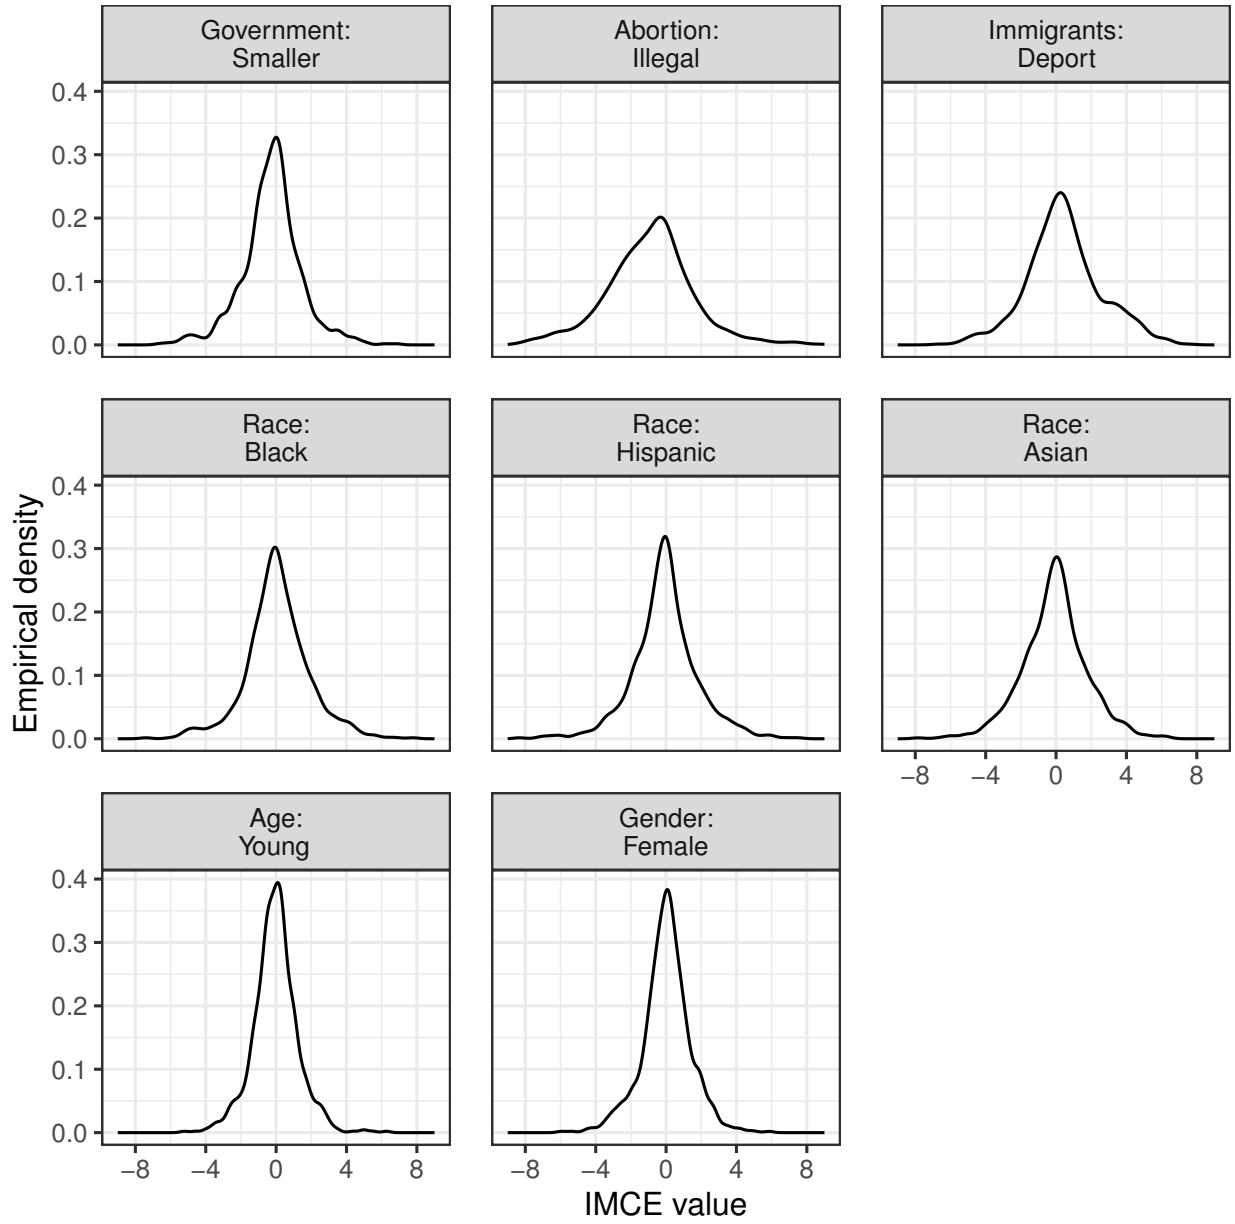 Government:
Smaller
Abortion:
Illegal
Immigrants:
Deport
0.4
0.3
0.2
0.1
0.0
Race:
Black
Race:
Hispanic
Race:
Asian
Empirical density
0.4
0.3
0.2
0.1
0.0
−8 −4 0 4 8
Age:
Young
Gender:
Female
0.4
0.3
0.2
0.1
0.0
−8 −4 0 4 8
−8 −4 0 4 8
IMCE value